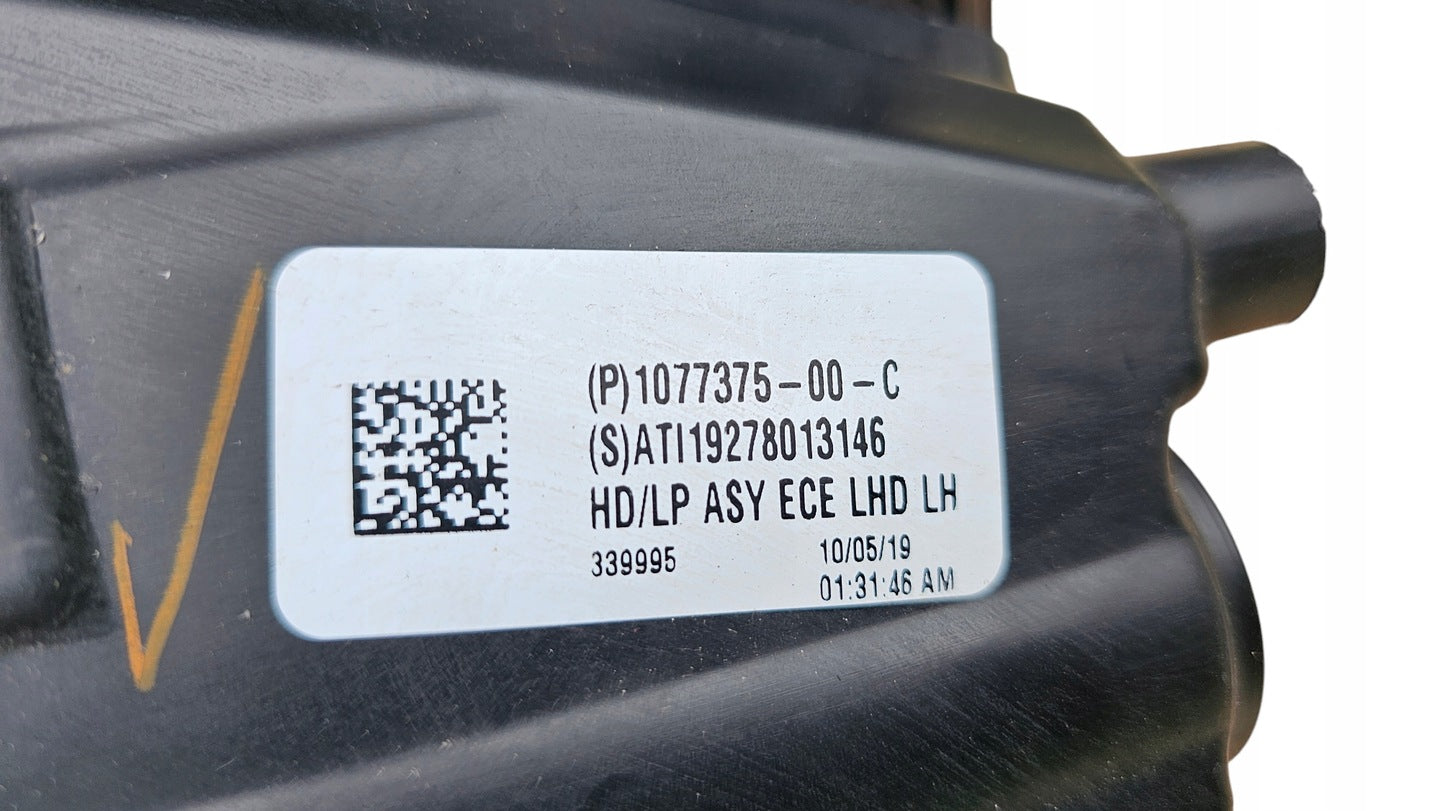 (P)1077375-00-C
(S)ATI19278013146
HD/LP ASY ECE LHD LH
339995 10/05/19
01:31:46 AM